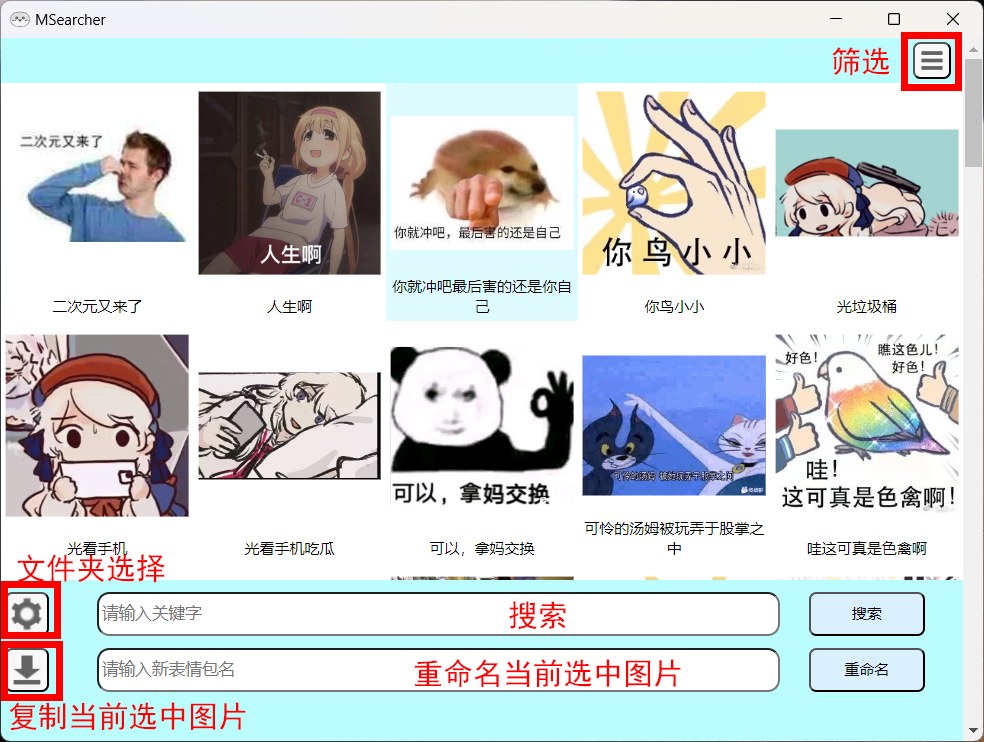 MSearcher
筛选
二次元又来了
人生啊
你就冲吧，最后害的还是自己
你鸟小小
二次元又来了
人生啊
你就冲吧最后害的还是你自
己
你鸟小小
光垃圾桶
好色！
瞧这色儿！
好色！
哇！
这可真是色禽啊！
可以，拿妈交换
可怜的汤姆 被她玩弄于股掌之间
光看手机
光看手机吃瓜
可以，拿妈交换
可怜的汤姆被玩弄于股掌之
中
哇这可真是色禽啊
文件夹选择
请输入关键字
搜索
搜索
请输入新表情包名
重命名当前选中图片
重命名
复制当前选中图片